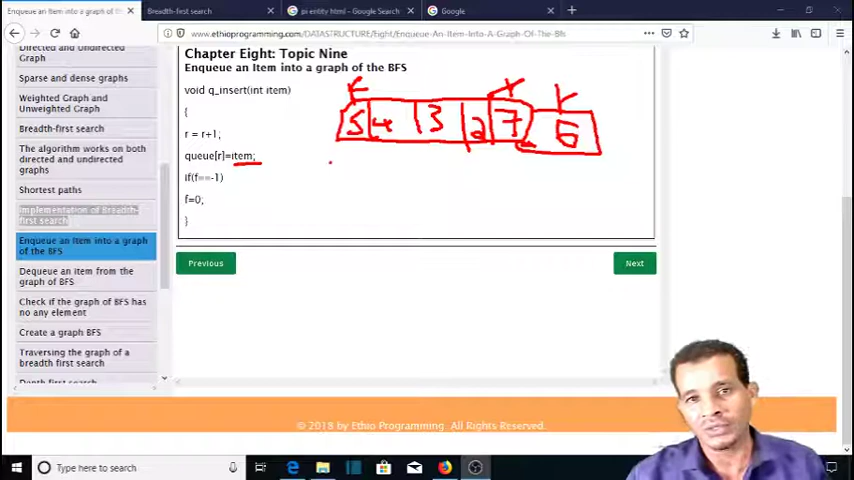 Enqueue an Item into a graph of t
Breadth-first search
pi entity html - Google Search
Google
www.ethioprogramming.com/DATASTRUCTURE/Eight/Enqueue-An-Item-Into-A-Graph-Of-The-Bfs
Directed and Undirected
Graph
Sparse and dense graphs
Weighted Graph and
Unweighted Graph
Breadth-first search
The algorithm works on both
directed and undirected
graphs
Shortest paths
Implementation of Breadth-
first search
Enqueue an item into a graph
of the BFS
Dequeue an item from the
graph of BFS
Check if the graph of BFS has
no any element
Create a graph BFS
Traversing the graph of a
breadth first search
Depth first search
Chapter Eight: Topic Nine
Enqueue an Item into a graph of the BFS
void q_insert(int item)
{
r = r+1;
queue[r]=item;
if(f==-1)
f=0;
}
5 4 3 2 7 6
Previous
Next
© 2018 by Ethio Programming. All Rights Reserved.
Type here to search